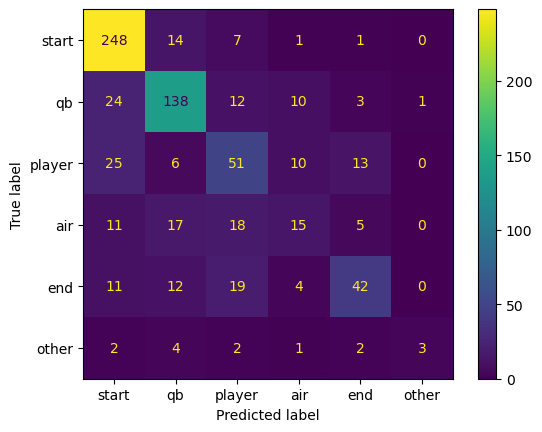 start 248 14 7 1 1 0
qb 24 138 12 10 3 1
player 25 6 51 10 13 0
air 11 17 18 15 5 0
end 11 12 19 4 42 0
other 2 4 2 1 2 3
start qb player air end other
Predicted label
True label
200
150
100
50
0